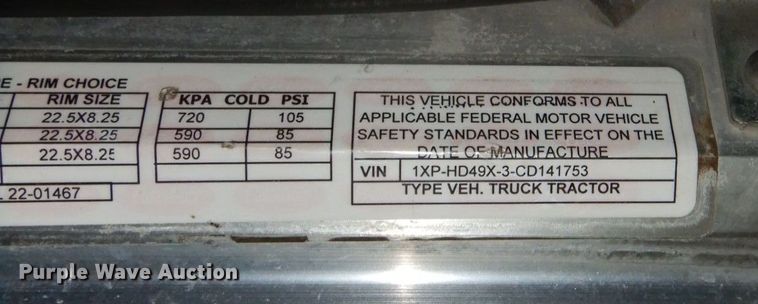 - RIM CHOICE
RIM SIZE
22.5X8.25
22.5X8.25
22.5X8.25
22-01467
KPA COLD PSI
720 105
590 85
590 85
THIS VEHICLE CONFORMS TO ALL
APPLICABLE FEDERAL MOTOR VEHICLE
SAFETY STANDARDS IN EFFECT ON THE
DATE OF MANUFACTURE
VIN 1XP-HD49X-3-CD141753
TYPE VEH. TRUCK TRACTOR
Purple Wave Auction